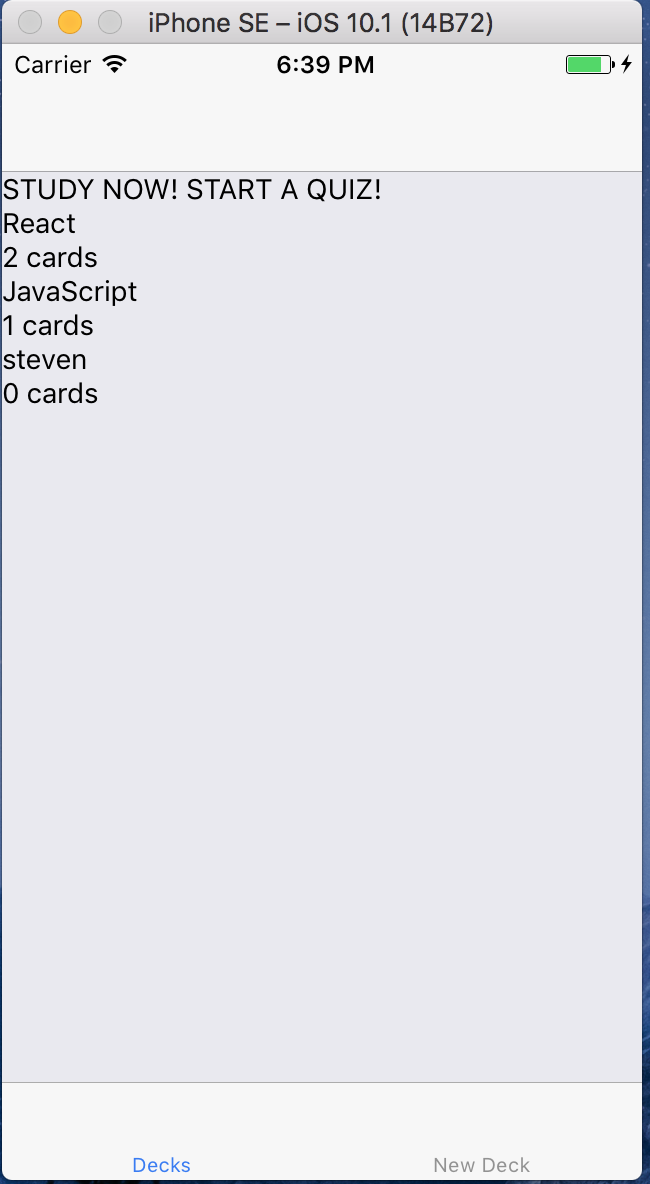 iPhone SE – iOS 10.1 (14B72)
Carrier 6:39 PM
STUDY NOW! START A QUIZ!
React
2 cards
JavaScript
1 cards
steven
0 cards
Decks New Deck